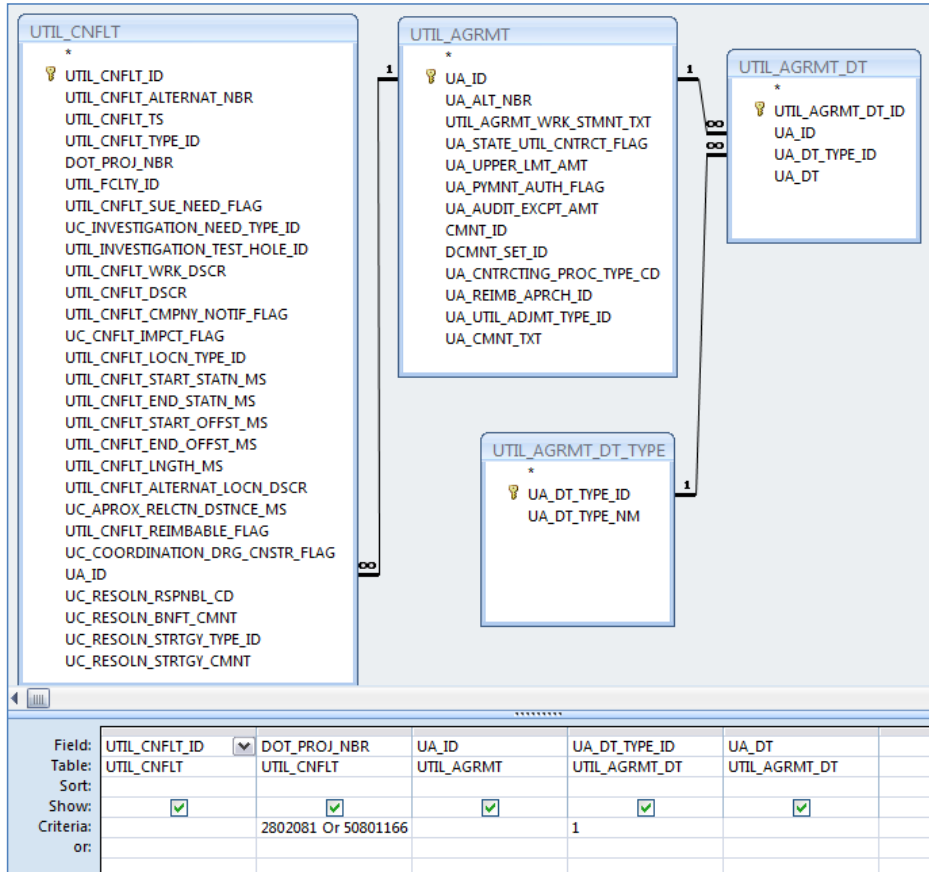 UTIL_CNFLT
*
UTIL_CNFLT_ID
UTIL_CNFLT_ALTERNAT_NBR
UTIL_CNFLT_TS
UTIL_CNFLT_TYPE_ID
DOT_PROJ_NBR
UTIL_FCLTY_ID
UTIL_CNFLT_SUE_NEED_FLAG
UC_INVESTIGATION_NEED_TYPE_ID
UTIL_INVESTIGATION_TEST_HOLE_ID
UTIL_CNFLT_WRK_DSCR
UTIL_CNFLT_DSCR
UTIL_CNFLT_CMPNY_NOTIF_FLAG
UC_CNFLT_IMPCT_FLAG
UTIL_CNFLT_LOCN_TYPE_ID
UTIL_CNFLT_START_STATN_MS
UTIL_CNFLT_END_STATN_MS
UTIL_CNFLT_START_OFFST_MS
UTIL_CNFLT_END_OFFST_MS
UTIL_CNFLT_LNGTH_MS
UTIL_CNFLT_ALTERNAT_LOCN_DSCR
UC_APROX_RELCTN_DSTNCE_MS
UTIL_CNFLT_REIMBABLE_FLAG
UC_COORDINATION_DRG_CNSTR_FLAG
UA_ID
UC_RESOLN_RSPNBL_CD
UC_RESOLN_BNFT_CMNT
UC_RESOLN_STRTGY_TYPE_ID
UC_RESOLN_STRTGY_CMNT
∞
1
UTIL_AGRMT
*
UA_ID
UA_ALT_NBR
UTIL_AGRMT_WRK_STMNT_TXT
UA_STATE_UTIL_CNTRCT_FLAG
UA_UPPER_LMT_AMT
UA_PYMNT_AUTH_FLAG
UA_AUDIT_EXCPT_AMT
CMNT_ID
DCMNT_SET_ID
UA_CNTRCTING_PROC_TYPE_CD
UA_REIMB_APRCH_ID
UA_UTIL_ADJMT_TYPE_ID
UA_CMNT_TXT
1
∞
∞
UTIL_AGRMT_DT
*
UTIL_AGRMT_DT_ID
UA_ID
UA_DT_TYPE_ID
UA_DT
UTIL_AGRMT_DT_TYPE
*
UA_DT_TYPE_ID
UA_DT_TYPE_NM
1
Field: UTIL_CNFLT_ID DOT_PROJ_NBR UA_ID UA_DT_TYPE_ID UA_DT
Table: UTIL_CNFLT UTIL_CNFLT UTIL_AGRMT UTIL_AGRMT_DT UTIL_AGRMT_DT
Sort:
Show:
Criteria: 2802081 Or 50801166 1
or: